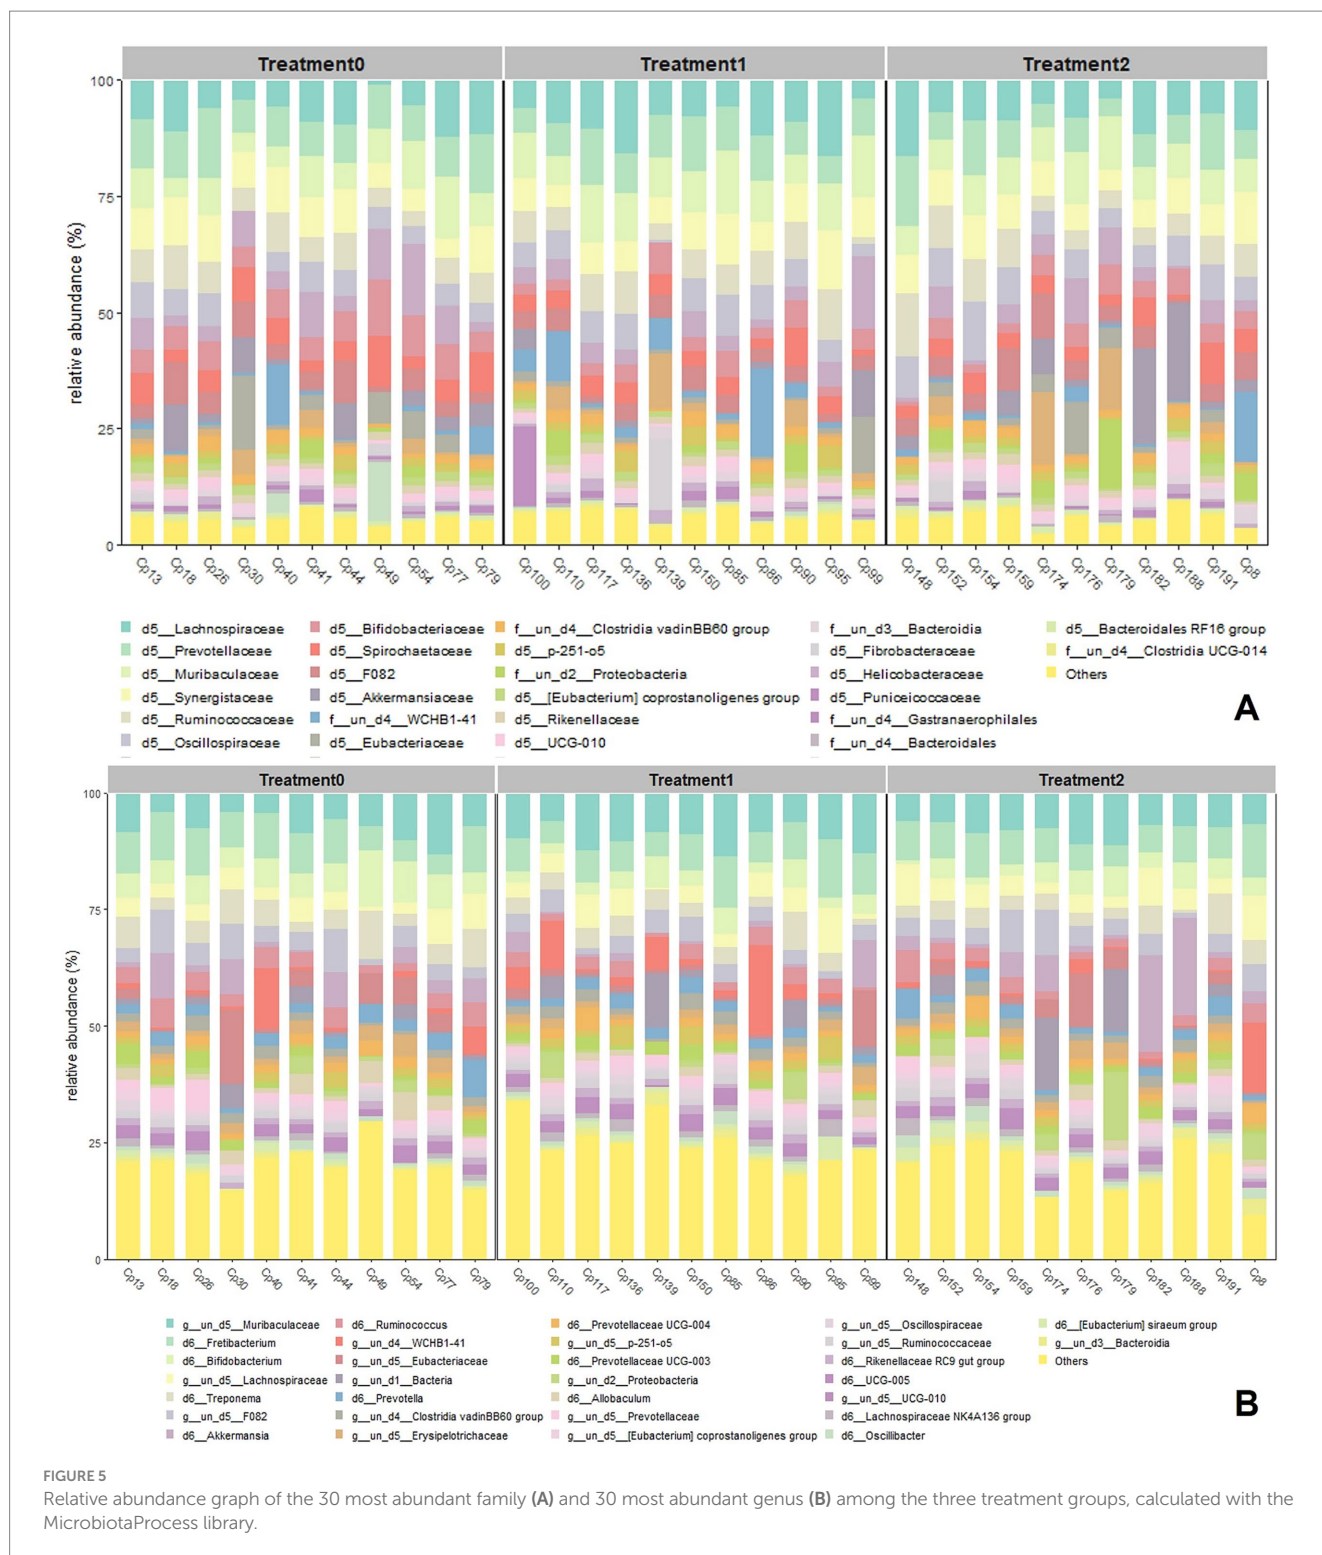 Treatment0 Treatment1 Treatment2
100
75
50
25
0
relative abundance (%)
Cp13 Cp18 Cp26 Cp30 Cp40 Cp41 Cp44 Cp49 Cp54 Cp77 Cp79 Cp100 Cp110 Cp117 Cp136 Cp139 Cp150 Cp85 Cp86 Cp90 Cp95 Cp99 Cp148 Cp152 Cp154 Cp159 Cp174 Cp176 Cp179 Cp182 Cp188 Cp191 Cp8
d5__Lachnospiraceae d5__Bifidobacteriaceae f__un_d4__Clostridia vadinBB60 group f__un_d3__Bacteroidia d5__Bacteroidales RF16 group
d5__Prevotellaceae d5__Spirochaetaceae d5__p-251-o5 d5__Fibrobacteraceae f__un_d4__Clostridia UCG-014
d5__Muribaculaceae d5__F082 f__un_d2__Proteobacteria d5__Helicobacteraceae Others
d5__Synergistaceae d5__Akkermansiaceae d5__[Eubacterium] coprostanoligenes group d5__Puniceicoccaceae
d5__Ruminococcaceae f__un_d4__WCHB1-41 d5__Rikenellaceae f__un_d4__Gastranaerophilales
d5__Oscillospiraceae d5__Eubacteriaceae d5__UCG-010 f__un_d4__Bacteroidales
A
Treatment0 Treatment1 Treatment2
100
75
50
25
0
relative abundance (%)
Cp13 Cp18 Cp26 Cp30 Cp40 Cp41 Cp44 Cp49 Cp54 Cp77 Cp79 Cp100 Cp110 Cp117 Cp136 Cp139 Cp150 Cp85 Cp86 Cp90 Cp95 Cp99 Cp148 Cp152 Cp154 Cp159 Cp174 Cp176 Cp179 Cp182 Cp188 Cp191 Cp8
g__un_d5__Muribaculaceae d6__Ruminococcus d6__Prevotellaceae UCG-004 g__un_d5__Oscillospiraceae d6__[Eubacterium] siraeum group
d6__Fretibacterium g__un_d4__WCHB1-41 g__un_d5__p-251-o5 g__un_d5__Ruminococcaceae g__un_d3__Bacteroidia
d6__Bifidobacterium g__un_d5__Eubacteriaceae d6__Prevotellaceae UCG-003 d6__Rikenellaceae RC9 gut group Others
g__un_d5__Lachnospiraceae g__un_d1__Bacteria g__un_d2__Proteobacteria d6__UCG-005
d6__Treponema d6__Prevotella d6__Allobaculum g__un_d5__UCG-010
g__un_d5__F082 g__un_d4__Clostridia vadinBB60 group g__un_d5__Prevotellaceae d6__Lachnospiraceae NK4A136 group
d6__Akkermansia g__un_d5__Erysipelotrichaceae g__un_d5__[Eubacterium] coprostanoligenes group d6__Oscillibacter
B
FIGURE 5
Relative abundance graph of the 30 most abundant family (A) and 30 most abundant genus (B) among the three treatment groups, calculated with the
MicrobiotaProcess library.